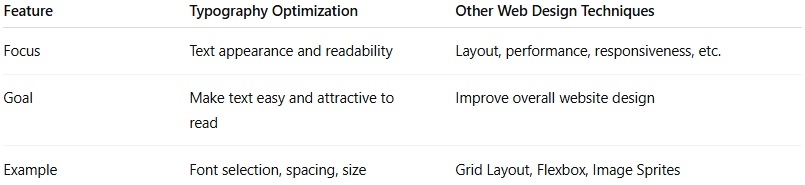 Feature Typography Optimization Other Web Design Techniques
Focus Text appearance and readability Layout, performance, responsiveness, etc.
Goal Make text easy and attractive to read Improve overall website design
Example Font selection, spacing, size Grid Layout, Flexbox, Image Sprites